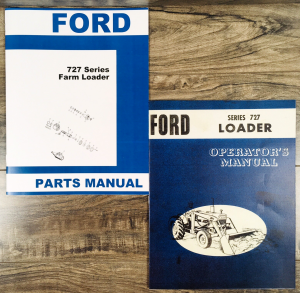 FORD
727 Series
Farm Loader
PARTS MANUAL
FORD
SERIES 727
LOADER
OPERATOR'S
MANUAL